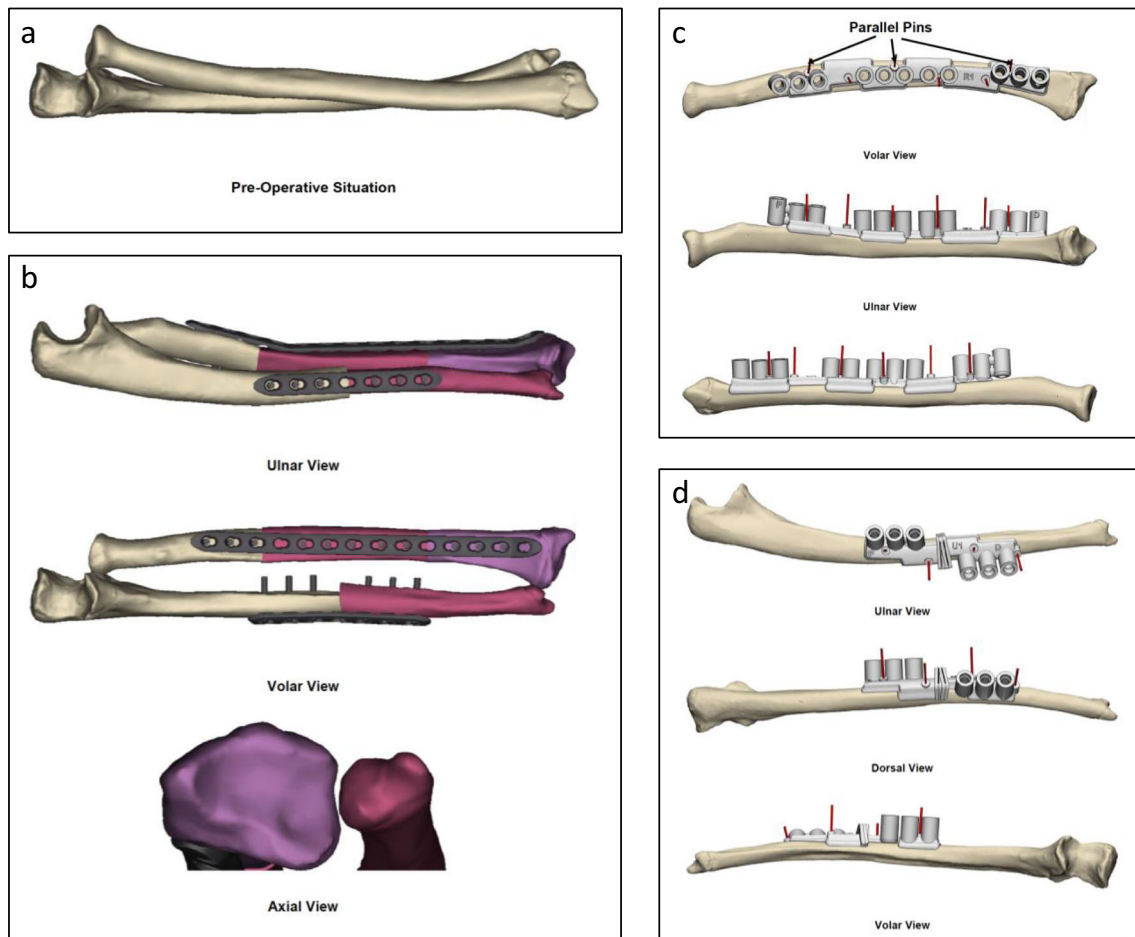 a
Pre-Operative Situation
b
Ulnar View
Volar View
Axial View
c
Parallel Pins
R1
Volar View
P
D
Ulnar View
d
U1
Ulnar View
Dorsal View
Volar View